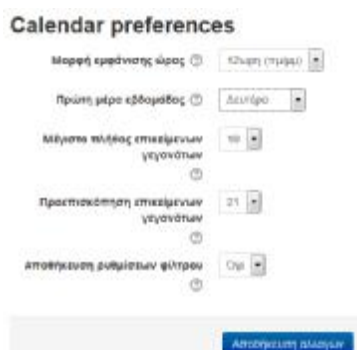 Calendar preferences
Μορφή εμφάνισης ώρας
12ωρη (πμ/μμ)
Πρώτη μέρα εβδομάδας
Δευτέρα
Μέγιστο πλήθος επικείμενων
γεγονότων
10
Προεπισκόπηση επικείμενων
γεγονότων
21
Αποθήκευση ρυθμίσεων φίλτρου
Όχι
Αποθήκευση αλλαγών